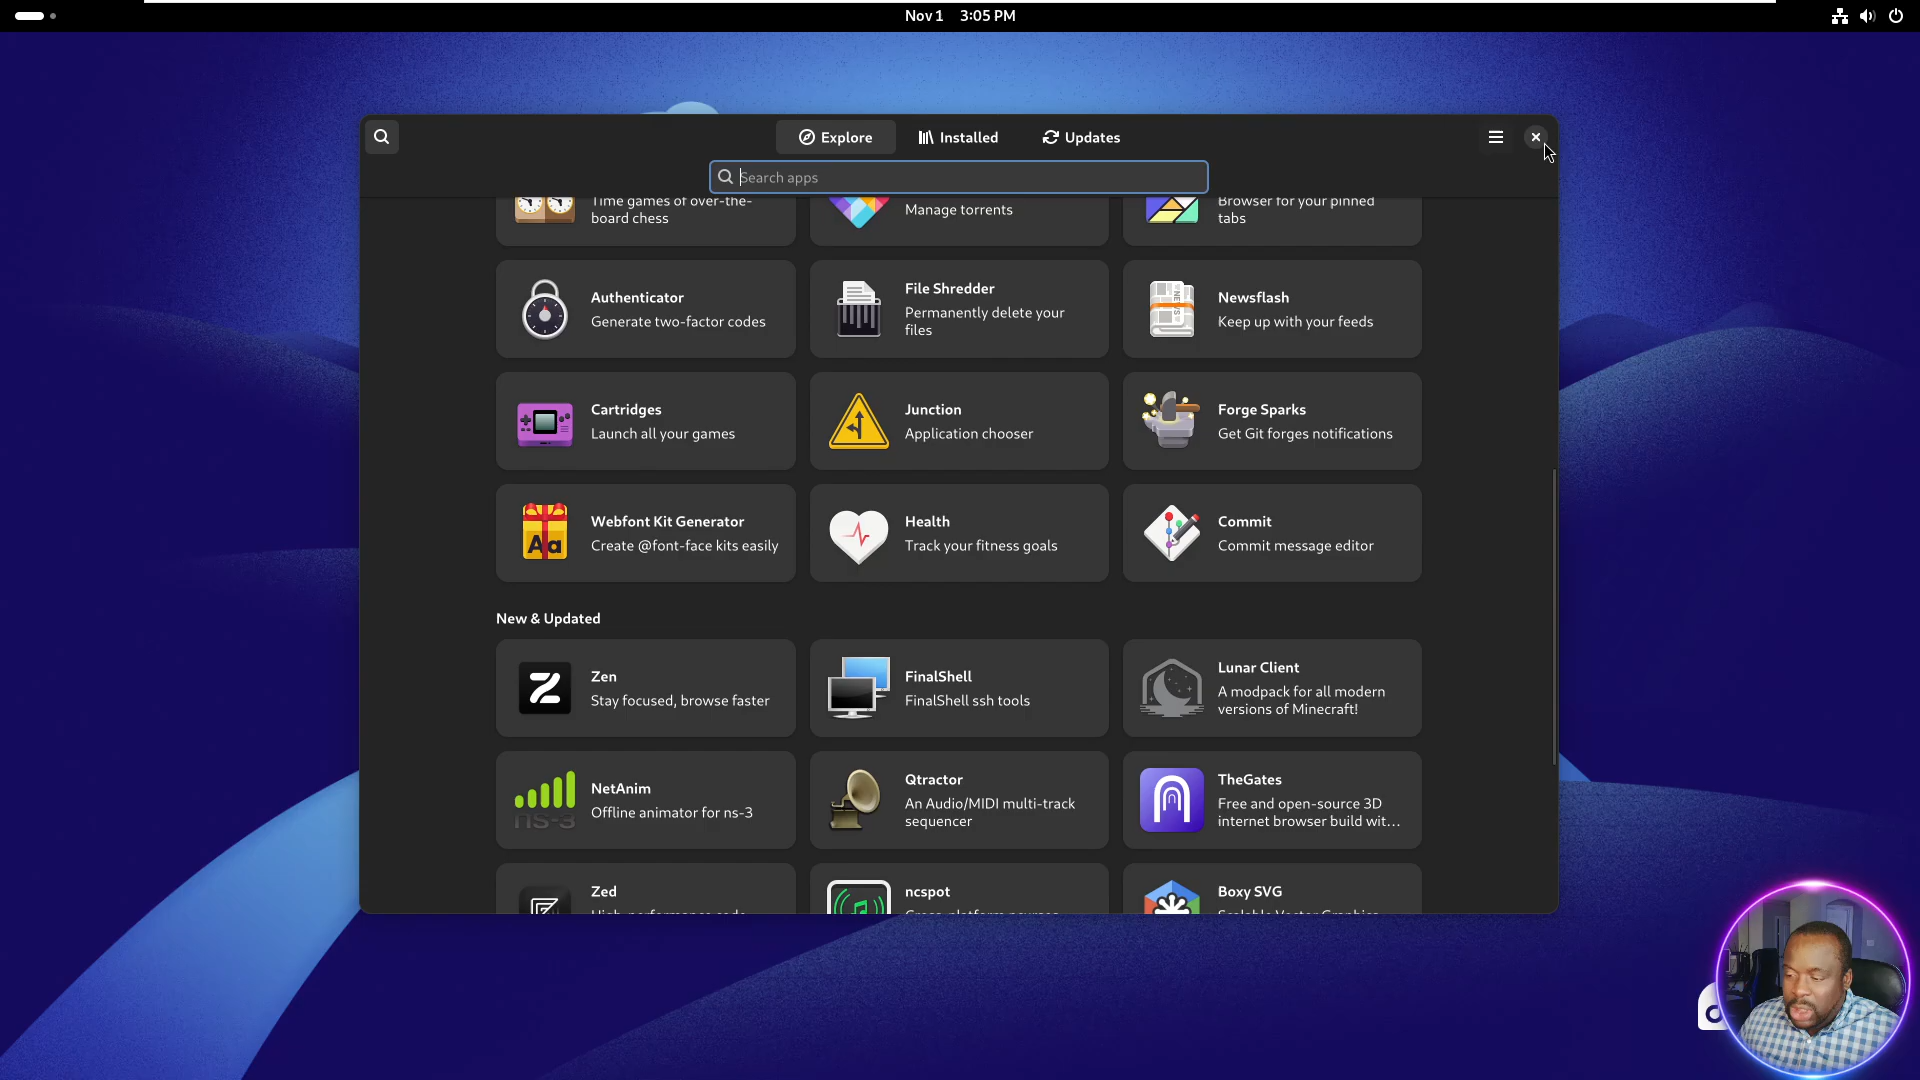 Nov 1 3:05 PM
Explore
Installed
Updates
Search apps
Time games of over-the-
board chess
Manage torrents
Browser for your pinned
tabs
Authenticator
Generate two-factor codes
File Shredder
Permanently delete your
files
Newsflash
Keep up with your feeds
Cartridges
Launch all your games
Junction
Application chooser
Forge Sparks
Get Git forges notifications
Webfont Kit Generator
Create @font-face kits easily
Health
Track your fitness goals
Commit
Commit message editor
New & Updated
Zen
Stay focused, browse faster
FinalShell
FinalShell ssh tools
Lunar Client
A modpack for all modern
versions of Minecraft!
NetAnim
Offline animator for ns-3
Qtractor
An Audio/MIDI multi-track
sequencer
TheGates
Free and open-source 3D
internet browser build wit...
Zed
ncspot
Boxy SVG